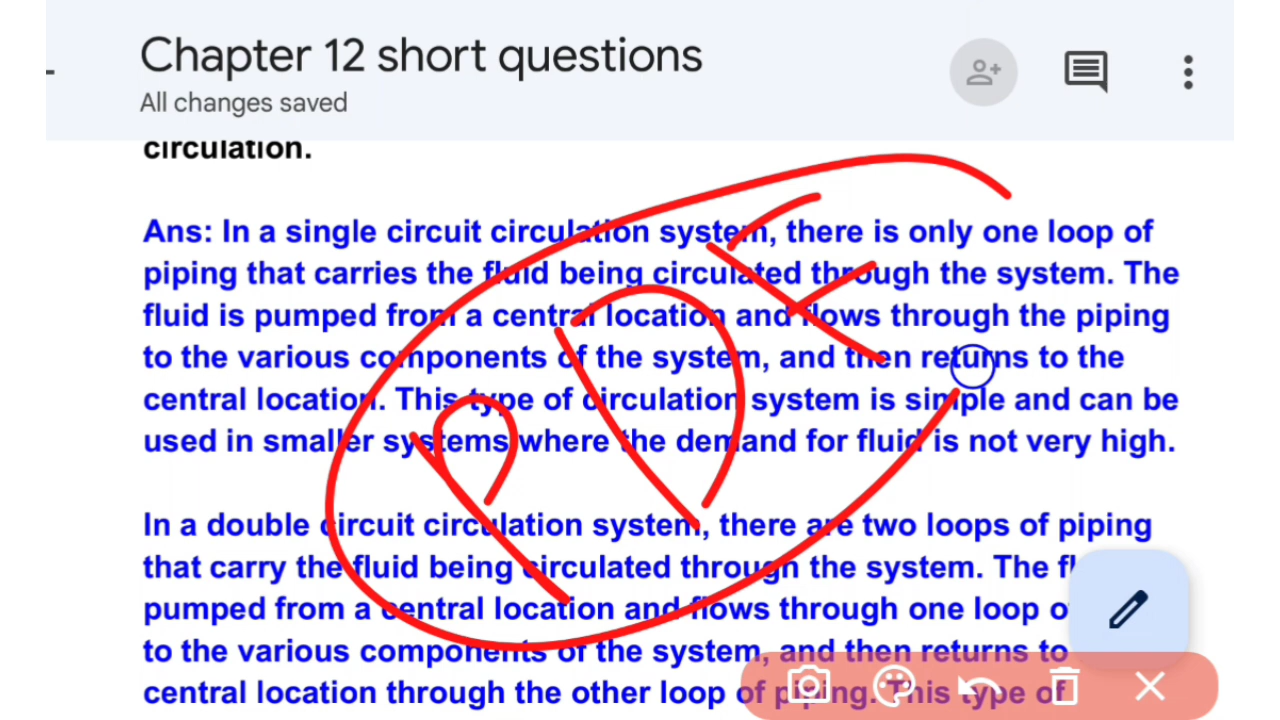 Chapter 12 short questions
All changes saved
circulation.
Ans: In a single circuit circulation system, there is only one loop of
piping that carries the fluid being circulated through the system. The
fluid is pumped from a central location and flows through the piping
to the various components of the system, and then returns to the
central location. This type of circulation system is simple and can be
used in smaller systems where the demand for fluid is not very high.
In a double circuit circulation system, there are two loops of piping
that carry the fluid being circulated through the system. The fl
pumped from a central location and flows through one loop o
to the various components of the system, and then returns to
central location through the other loop of piping. This type of
PDF